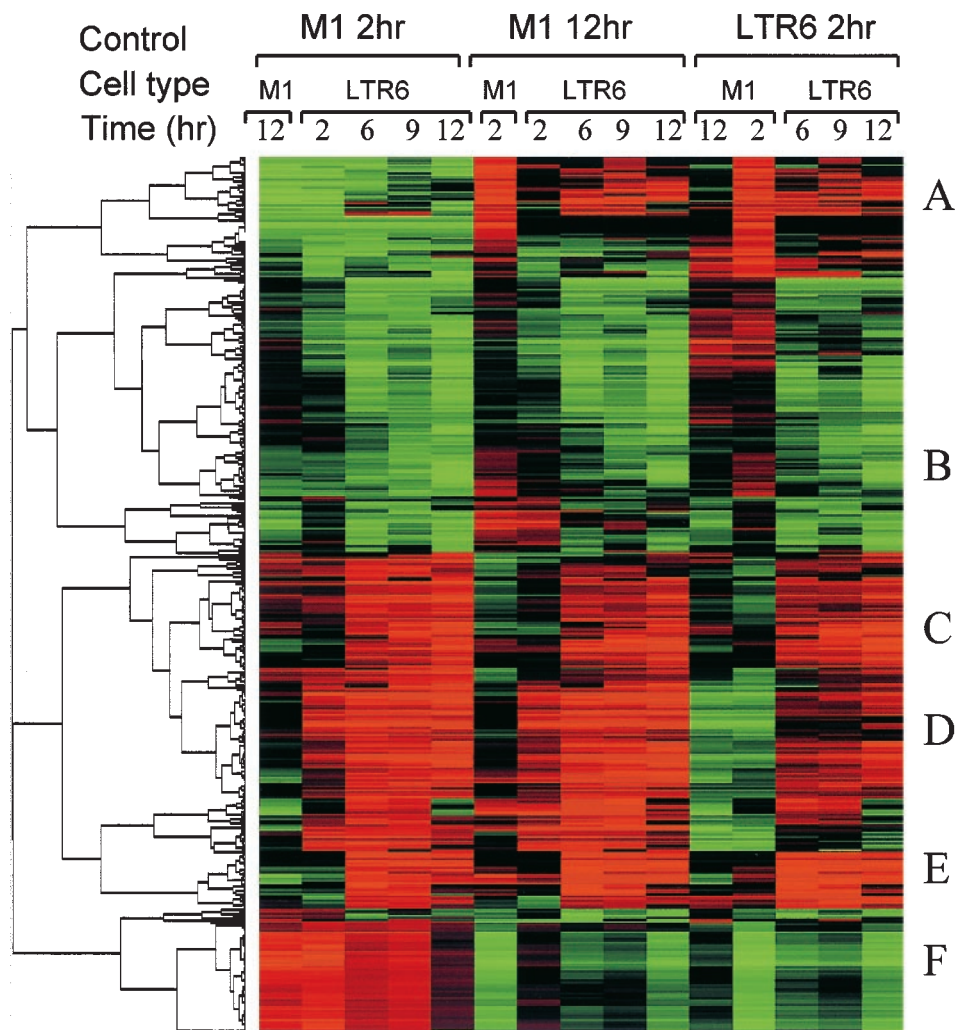 Control M1 2hr M1 12hr LTR6 2hr
Cell type M1 LTR6 M1 LTR6 M1 LTR6
Time (hr) 12 2 6 9 12 2 2 6 9 12 12 2 6 9 12
A
B
C
D
E
F